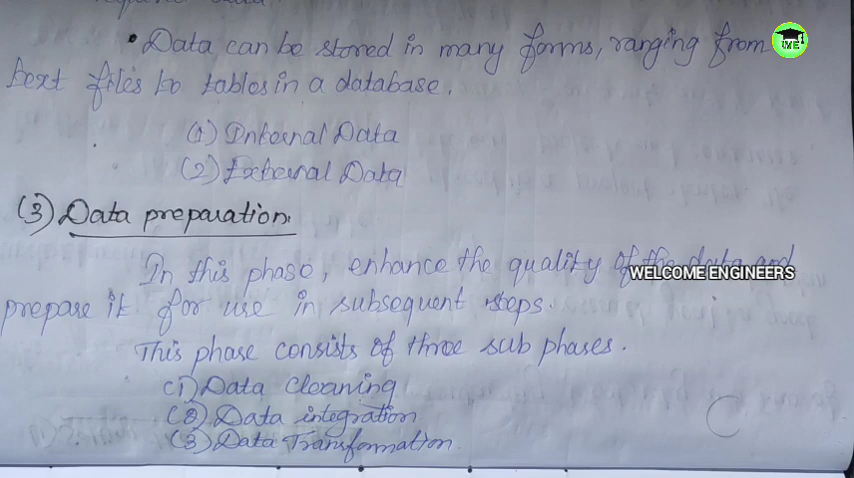 • Data can be stored in many forms, ranging from
IME
text files to tables in a database.
(1) Internal Data
(2) External Data
(3) Data preparation.
In this phase, enhance the quality of the data and
WELCOME ENGINEERS
prepare it for use in subsequent steps.
This phase consists of three sub phases.
(1) Data Cleaning
(2) Data integration
(3) Data Transformation.